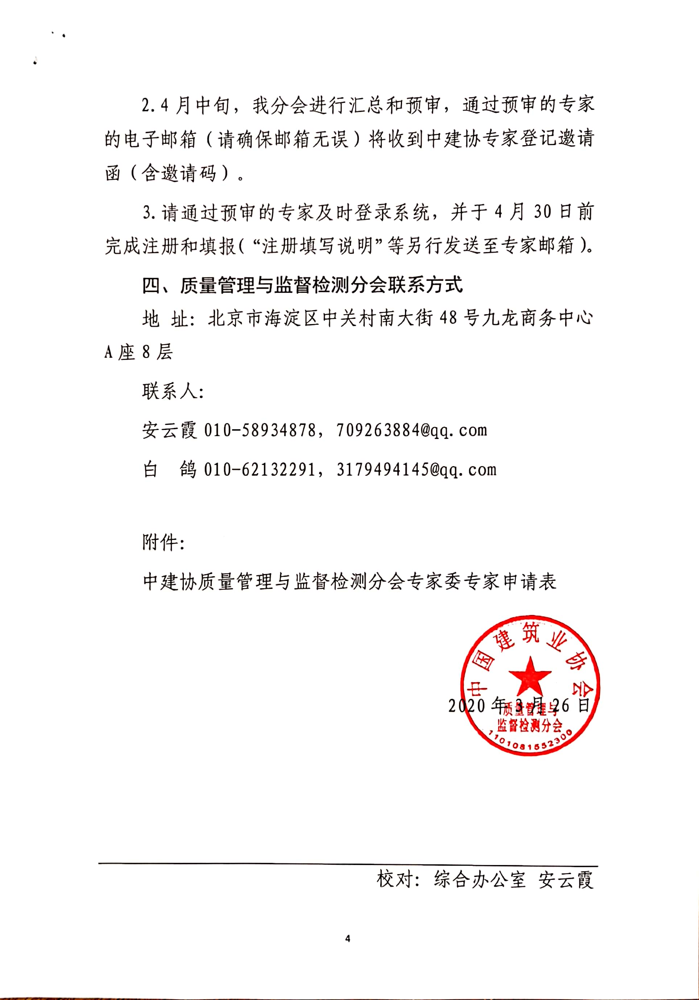 2.4 月中旬，我分会进行汇总和预审，通过预审的专家
的电子邮箱（请确保邮箱无误）将收到中建协专家登记邀请
函（含邀请码）。
3.请通过预审的专家及时登录系统，并于 4 月 30 日前
完成注册和填报（“注册填写说明”等另行发送至专家邮箱）。
四、质量管理与监督检测分会联系方式
地 址：北京市海淀区中关村南大街 48 号九龙商务中心
A 座 8 层
联系人：
安云霞 010-58934878，709263884@qq.com
白　鸽 010-62132291，3179494145@qq.com
附件：
中建协质量管理与监督检测分会专家委专家申请表
中国建筑业协会
2020 年 3 月 26 日
质量管理与
监督检测分会
1101081552300
校对：综合办公室 安云霞
4